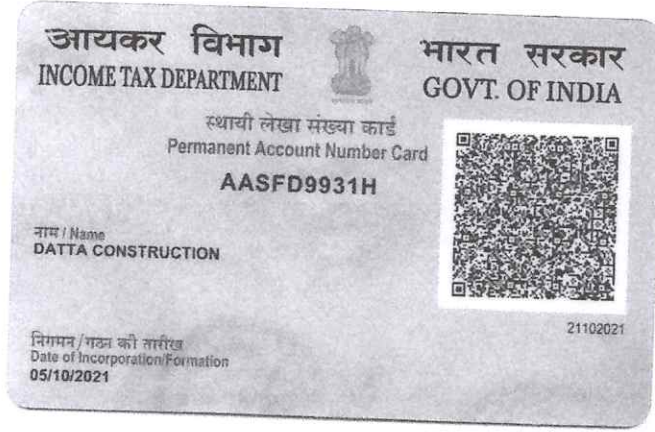 आयकर विभाग
INCOME TAX DEPARTMENT
भारत सरकार
GOVT. OF INDIA
स्थायी लेखा संख्या कार्ड
Permanent Account Number Card
AASFD9931H
नाम / Name
DATTA CONSTRUCTION
21102021
निगमन/गठन की तारीख
Date of Incorporation/Formation
05/10/2021